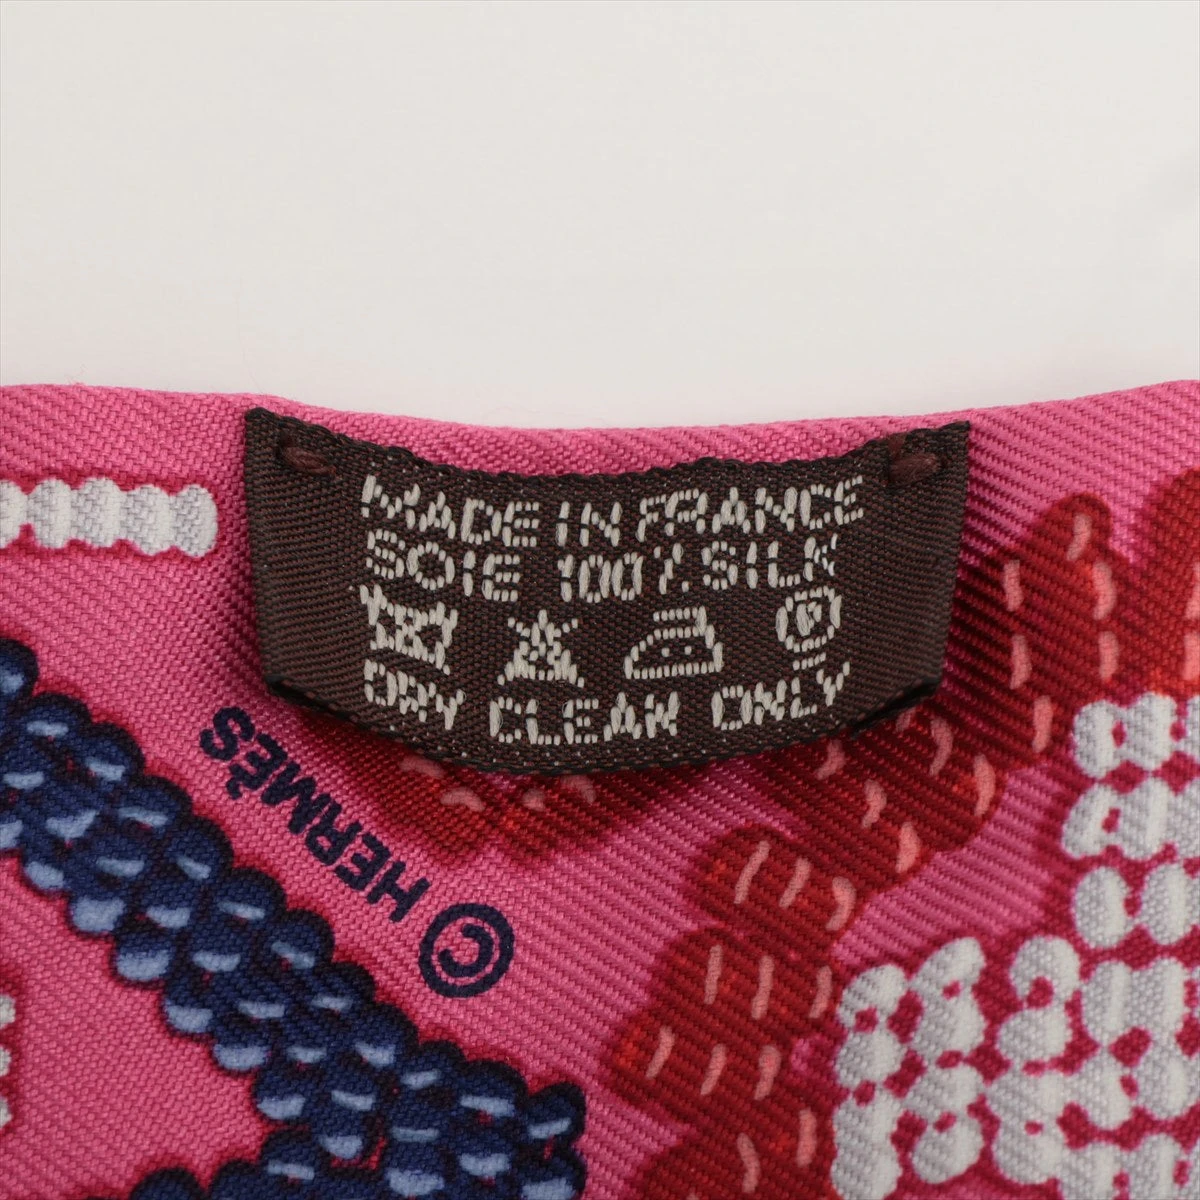 MADE IN FRANCE
SOIE 100% SILK
P
DRY CLEAN ONLY
© HERMÈS